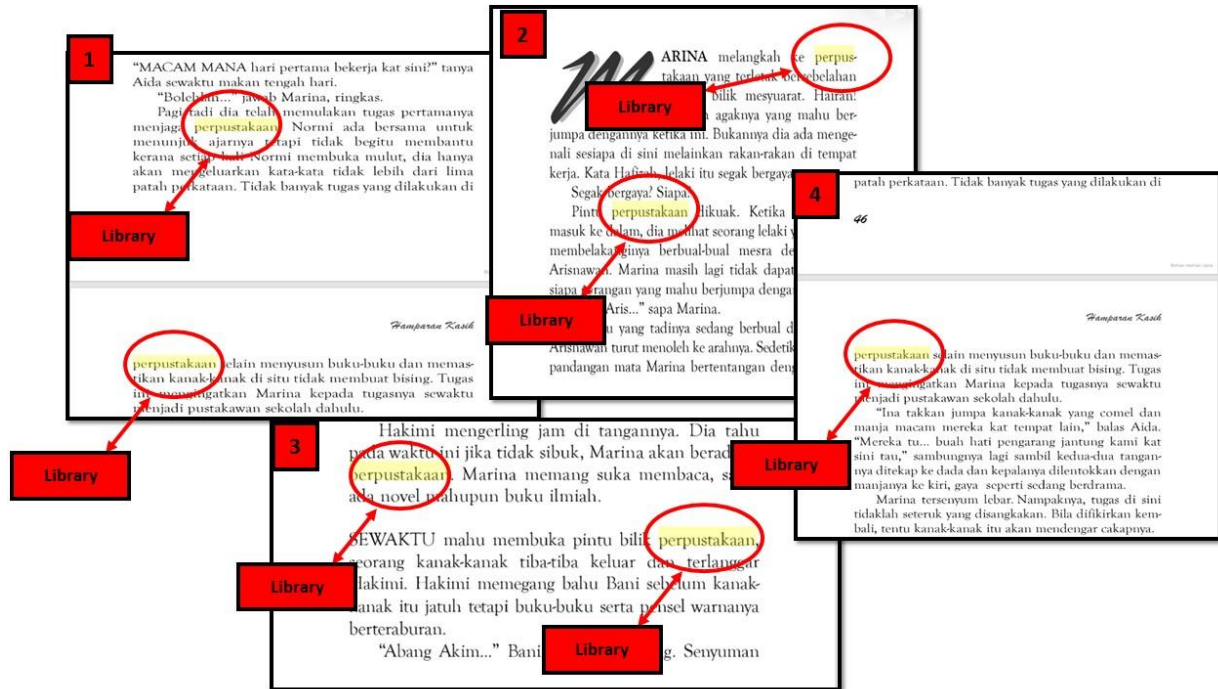 1
“MACAM MANA hari pertama bekerja kat sini?” tanya
Aida sewaktu makan tengah hari.
“Bolehlah...” jawab Marina, ringkas.
Pagi tadi dia telah memulakan tugas pertamanya
menjaga perpustakaan. Normi ada bersama untuk
menunjuk ajarnya tetapi tidak begitu membantu
kerana setiap kali Normi membuka mulut, dia hanya
akan mengeluarkan kata-kata tidak lebih dari lima
patah perkataan. Tidak banyak tugas yang dilakukan di
Library
Hamparan Kasih
perpustakaan selain menyusun buku-buku dan memas-
tikan kanak-kanak di situ tidak membuat bising. Tugas
ini mengingatkan Marina kepada tugasnya sewaktu
menjadi pustakawan sekolah dahulu.
Library
2
MARINA melangkah ke perpus-
takaan yang terletak bersebelahan
bilik mesyuarat. Hairan!
Library
agaknya yang mahu ber-
jumpa dengannya ketika ini. Bukannya dia ada menge-
nali sesiapa di sini melainkan rakan-rakan di tempat
kerja. Kata Hafizah, lelaki itu segak bergaya
Segak bergaya? Siapa?
Pintu perpustakaan dikuak. Ketika
masuk ke dalam, dia melihat seorang lelaki
membelakanginya berbual-bual mesra
Arisnawan. Marina masih lagi tidak dapat
siapa yang mahu berjumpa
Library
Aris...” sapa Marina.
yang tadinya sedang berbual
Arisnawan turut menoleh ke arahnya.
pandangan mata Marina bertentangan
3
Hakimi mengerling jam di tangannya. Dia tahu
pada waktu ini jika tidak sibuk, Marina akan
perpustakaan. Marina memang suka membaca,
ada novel mahupun buku ilmiah.
Library
SEWAKTU mahu membuka pintu bilik perpustakaan,
seorang kanak-kanak tiba-tiba keluar dan terlanggar
Hakimi. Hakimi memegang bahu Bani sebelum kanak-
kanak itu jatuh tetapi buku-buku serta pensel warnanya
berteraburan.
“Abang Akim...” Bani
Library
Senyuman
4
patah perkataan. Tidak banyak tugas yang dilakukan di
46
Hamparan Kasih
perpustakaan selain menyusun buku-buku dan memas-
tikan kanak-kanak di situ tidak membuat bising. Tugas
ini mengingatkan Marina kepada tugasnya sewaktu
menjadi pustakawan sekolah dahulu.
“Ina takkan jumpa kanak-kanak yang comel dan
manja macam mereka kat tempat lain,” balas Aida.
“Mereka tu... buah hati pengarang jantung kami kat
sini tau,” sambungnya lagi sambil kedua-dua tangan-
nya ditekap ke dada dan kepalanya dilentokkan dengan
manjanya ke kiri, gaya seperti sedang berdrama.
Marina tersenyum lebar. Nampaknya, tugas di sini
tidaklah seteruk yang disangkakan. Bila difikirkan kem-
bali, tentu kanak-kanak itu akan mendengar cakapnya.
Library